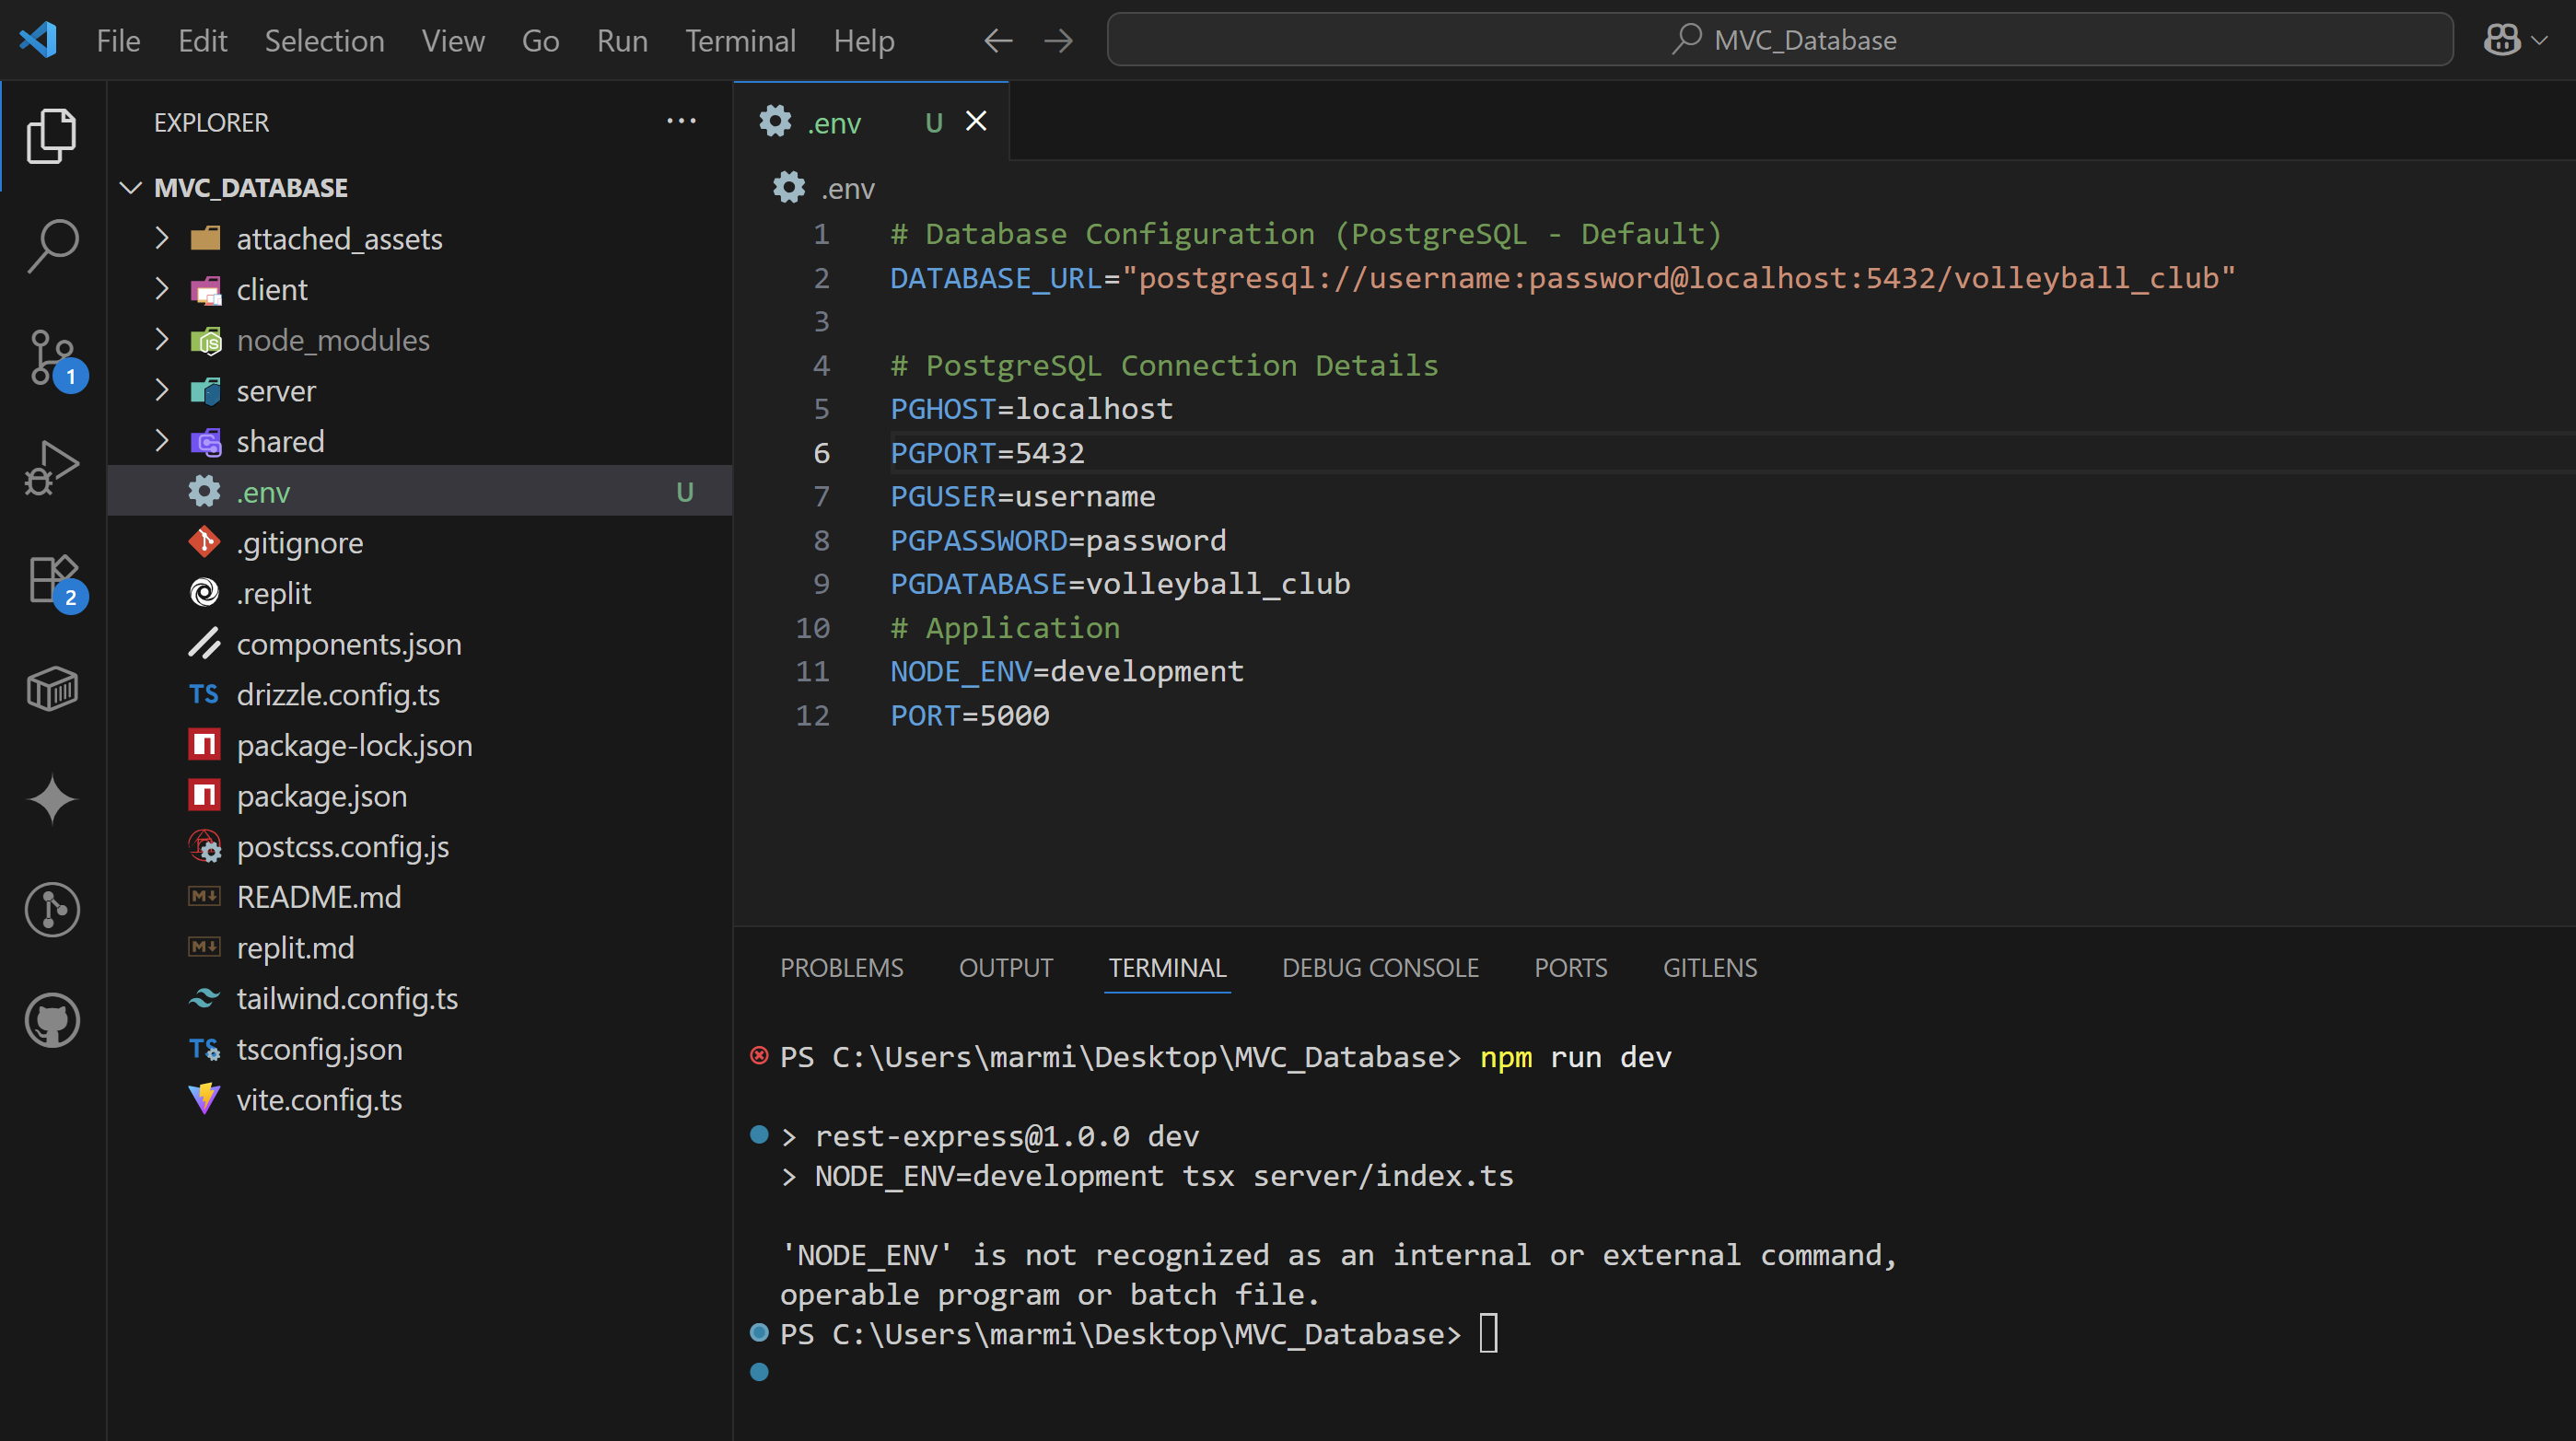 File Edit Selection View Go Run Terminal Help
MVC_Database
EXPLORER
MVC_DATABASE
attached_assets
client
node_modules
server
shared
.env U
.gitignore
.replit
components.json
TS drizzle.config.ts
package-lock.json
package.json
postcss.config.js
README.md
replit.md
tailwind.config.ts
TS tsconfig.json
vite.config.ts
1
2
.env U
.env
1 # Database Configuration (PostgreSQL - Default)
2 DATABASE_URL="postgresql://username:password@localhost:5432/volleyball_club"
3
4 # PostgreSQL Connection Details
5 PGHOST=localhost
6 PGPORT=5432
7 PGUSER=username
8 PGPASSWORD=password
9 PGDATABASE=volleyball_club
10 # Application
11 NODE_ENV=development
12 PORT=5000
PROBLEMS OUTPUT TERMINAL DEBUG CONSOLE PORTS GITLENS
PS C:\Users\marmi\Desktop\MVC_Database> npm run dev
> rest-express@1.0.0 dev
> NODE_ENV=development tsx server/index.ts
'NODE_ENV' is not recognized as an internal or external command,
operable program or batch file.
PS C:\Users\marmi\Desktop\MVC_Database>